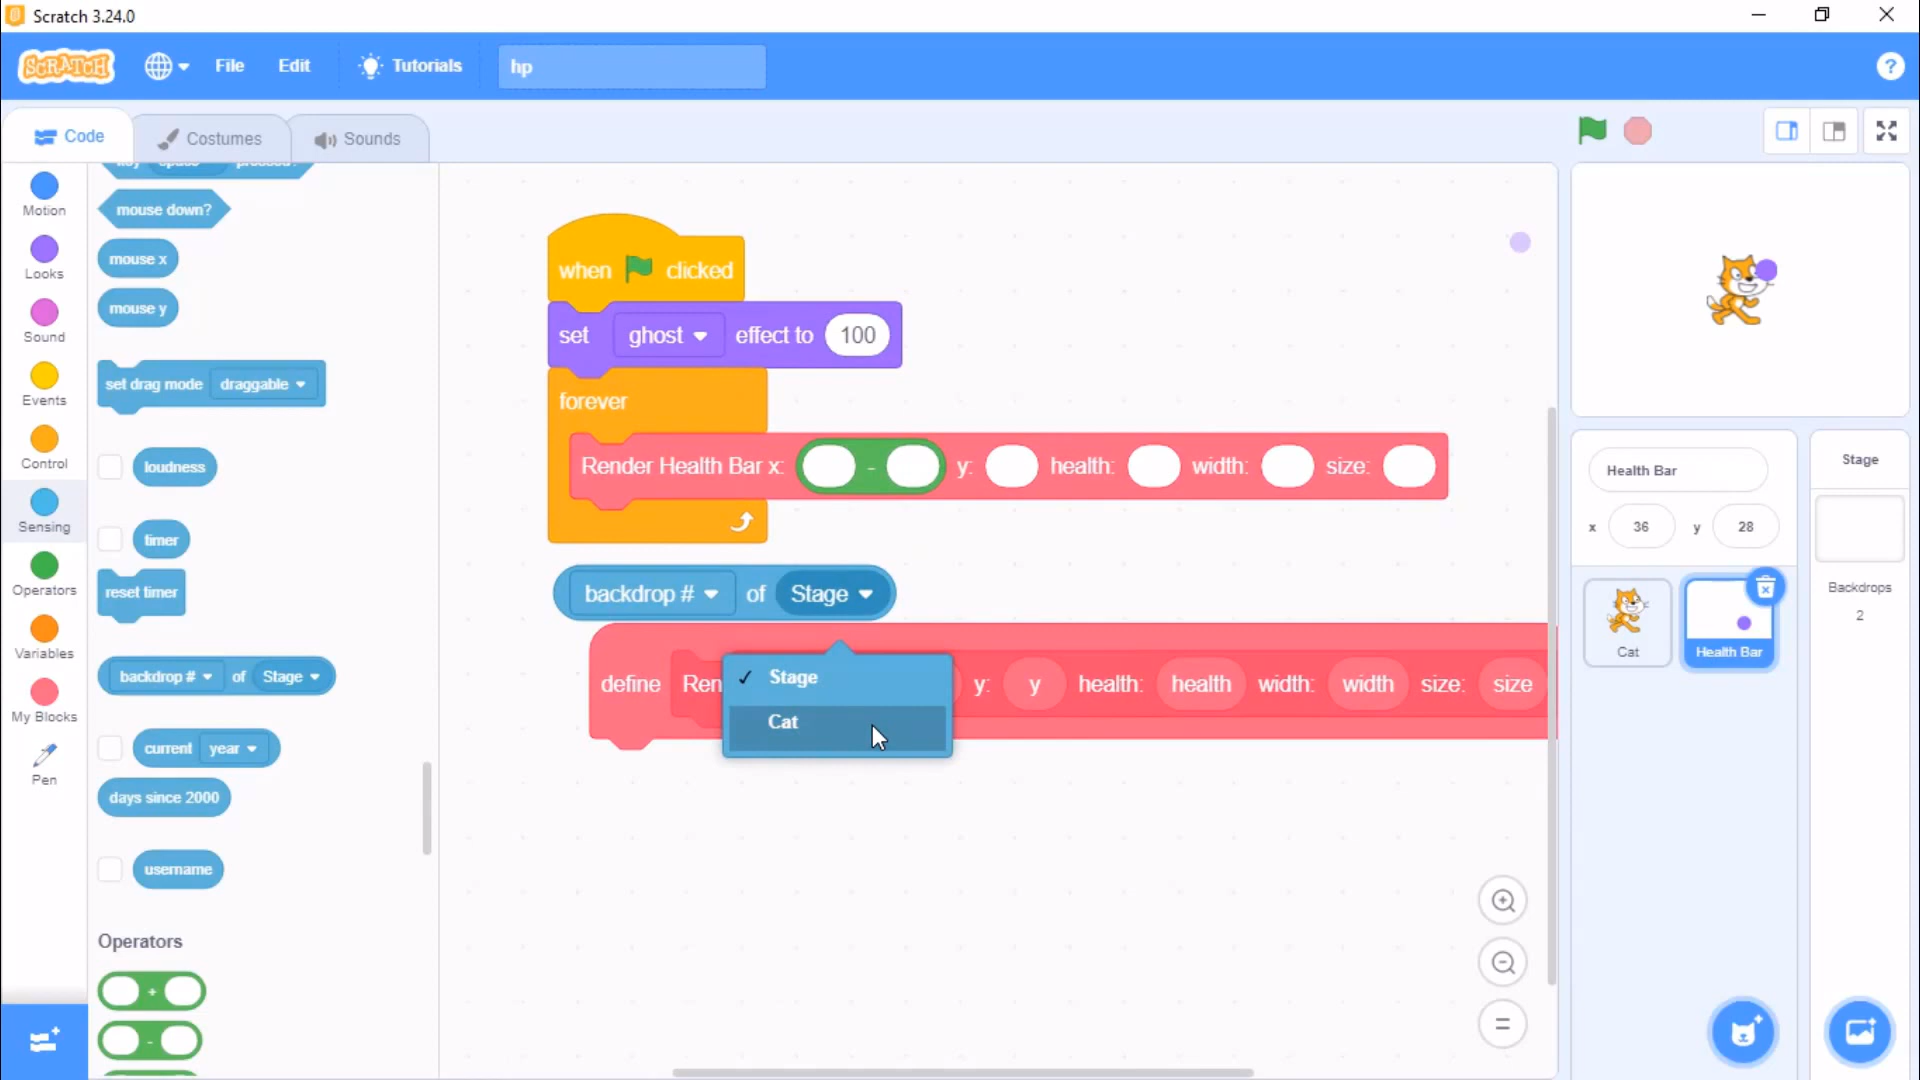 Scratch 3.24.0
SCRATCH File Edit Tutorials hp ?
Code Costumes Sounds
Motion
Looks
Sound
Events
Control
Sensing
Operators
Variables
My Blocks
Pen
key space pressed?
mouse down?
mouse x
mouse y
set drag mode draggable
loudness
timer
reset timer
backdrop # of Stage
current year
days since 2000
username
Operators
+
-
when clicked
set ghost effect to 100
forever
Render Health Bar x: - y: health: width: size:
backdrop # of Stage
define Ren y: y health: health width: width size: size
✓ Stage
Cat
=
Health Bar
x 36 y 28
Cat
Health Bar
Stage
Backdrops
2